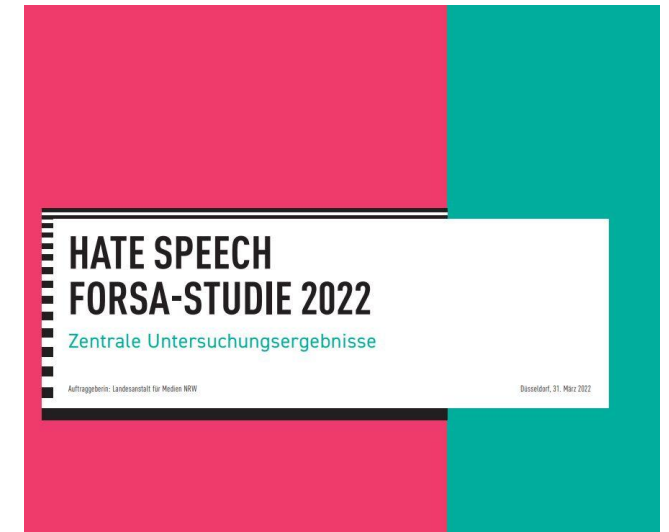 HATE SPEECH
FORSA-STUDIE 2022
Zentrale Untersuchungsergebnisse
Auftraggeberin: Landesanstalt für Medien NRW
Düsseldorf, 31. März 2022